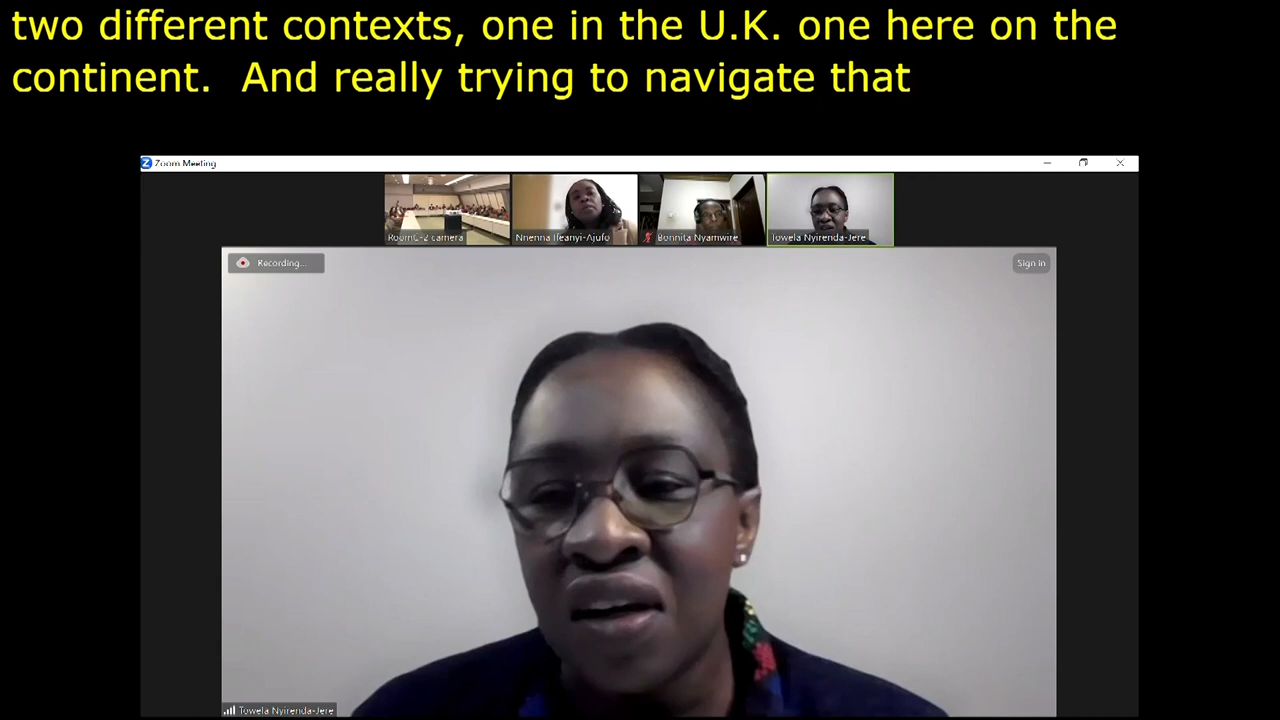 two different contexts, one in the U.K. one here on the
continent.  And really trying to navigate that
Zoom Meeting
RoomC-2 camera
Nnenna Ifeanyi-Ajufo
Bonnita Nyamwire
Towela Nyirenda-Jere
Recording...
Sign in
Towela Nyirenda-Jere